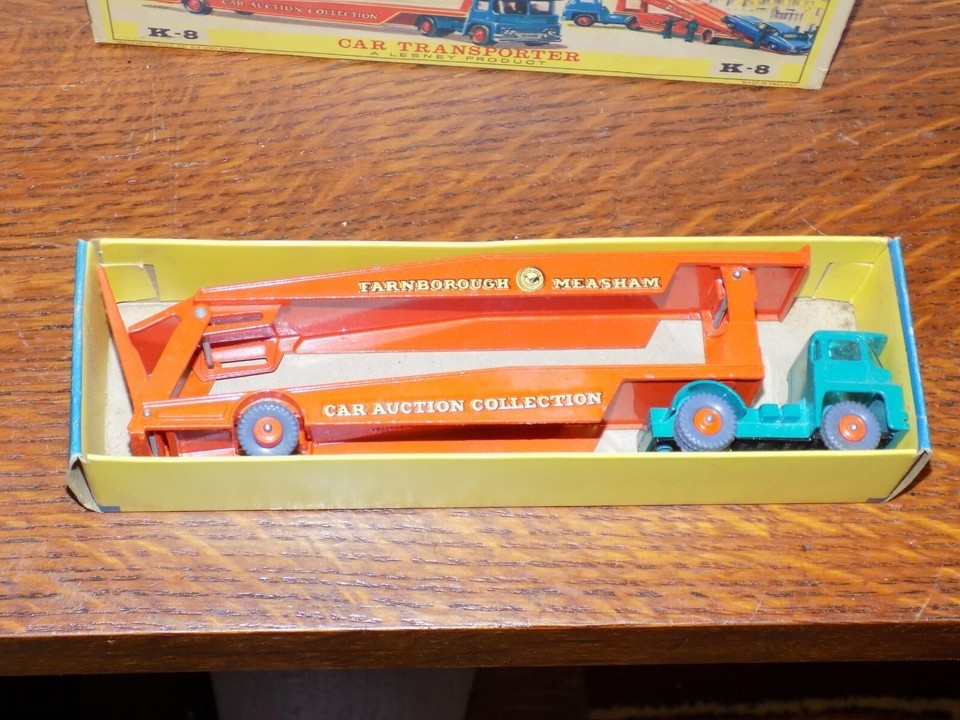 CAR AUCTION COLLECTION
K-8
CAR TRANSPORTER
A LESNEY PRODUCT
K-8
FARNBOROUGH MEASHAM
CAR AUCTION COLLECTION